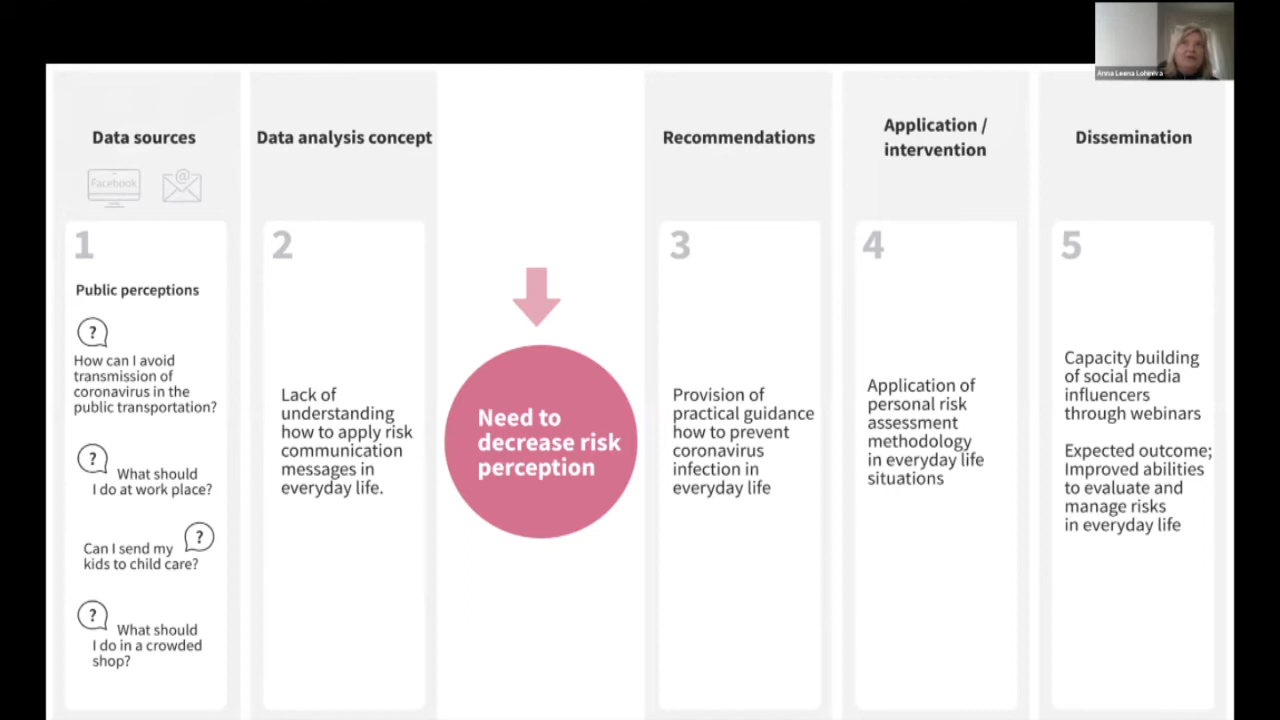 Anna Leena Lohiniva
Data sources
Facebook
@
1
Public perceptions
?
How can I avoid
transmission of
coronavirus in the
public transportation?
?
What should
I do at work place?
?
Can I send my
kids to child care?
?
What should
I do in a crowded
shop?
Data analysis concept
2
Lack of
understanding
how to apply risk
communication
messages in
everyday life.
Need to
decrease risk
perception
Recommendations
3
Provision of
practical guidance
how to prevent
coronavirus
infection in
everyday life
Application /
intervention
4
Application of
personal risk
assessment
methodology
in everyday life
situations
Dissemination
5
Capacity building
of social media
influencers
through webinars
Expected outcome;
Improved abilities
to evaluate and
manage risks
in everyday life